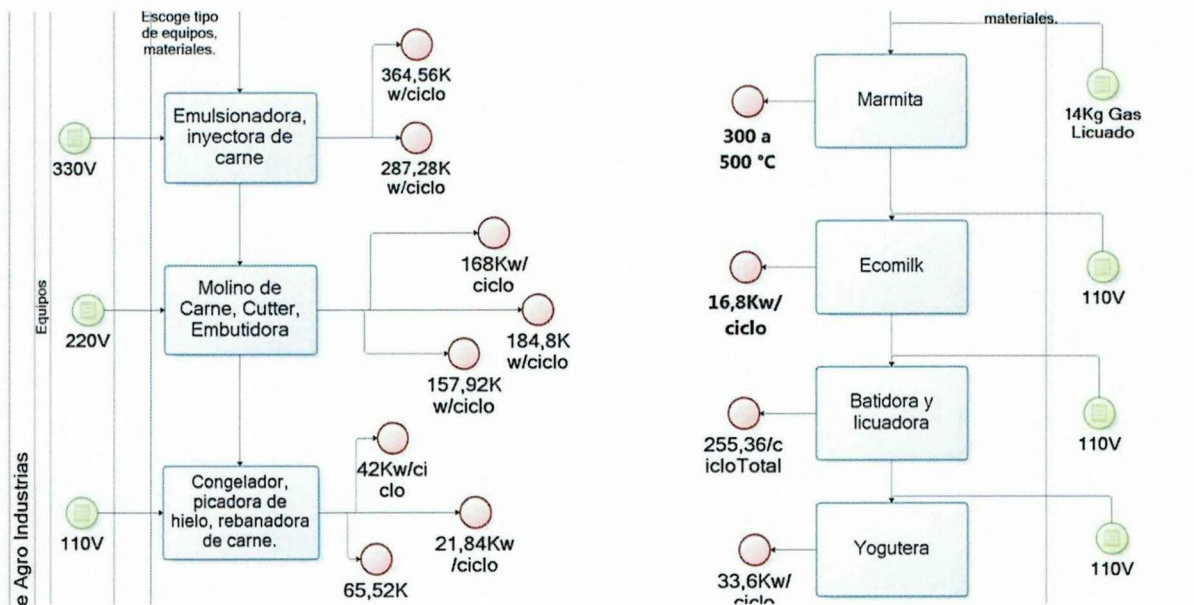 Escoge tipo
de equipos,
materiales.
364,56K
w/ciclo
Emulsionadora,
inyectora de
carne
330V
287,28K
w/ciclo
168Kw/
ciclo
Molino de
Carne, Cutter,
Embutidora
220V
184,8K
w/ciclo
157,92K
w/ciclo
42Kw/ci
clo
Congelador,
picadora de
hielo, rebanadora
de carne.
110V
21,84Kw
/ciclo
65,52K
Equipos
e Agro Industrias
materiales.
Marmita
14Kg Gas
Licuado
300 a
500 °C
Ecomilk
110V
16,8Kw/
ciclo
Batidora y
licuadora
110V
255,36/c
icloTotal
Yogutera
110V
33,6Kw/
ciclo